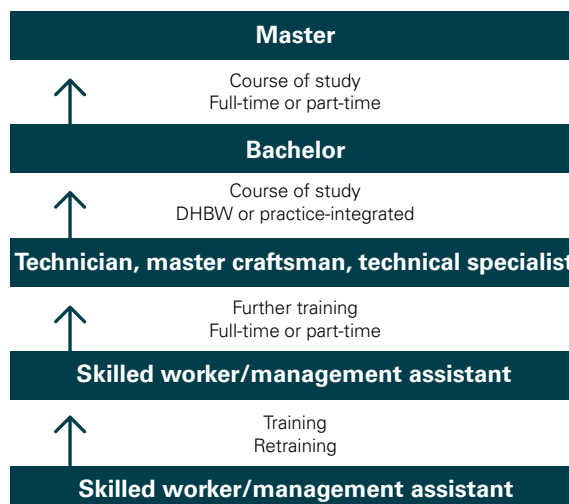 Master
Course of study
Full-time or part-time
Bachelor
Course of study
DHBW or practice-integrated
Technician, master craftsman, technical specialist
Further training
Full-time or part-time
Skilled worker/management assistant
Training
Retraining
Skilled worker/management assistant